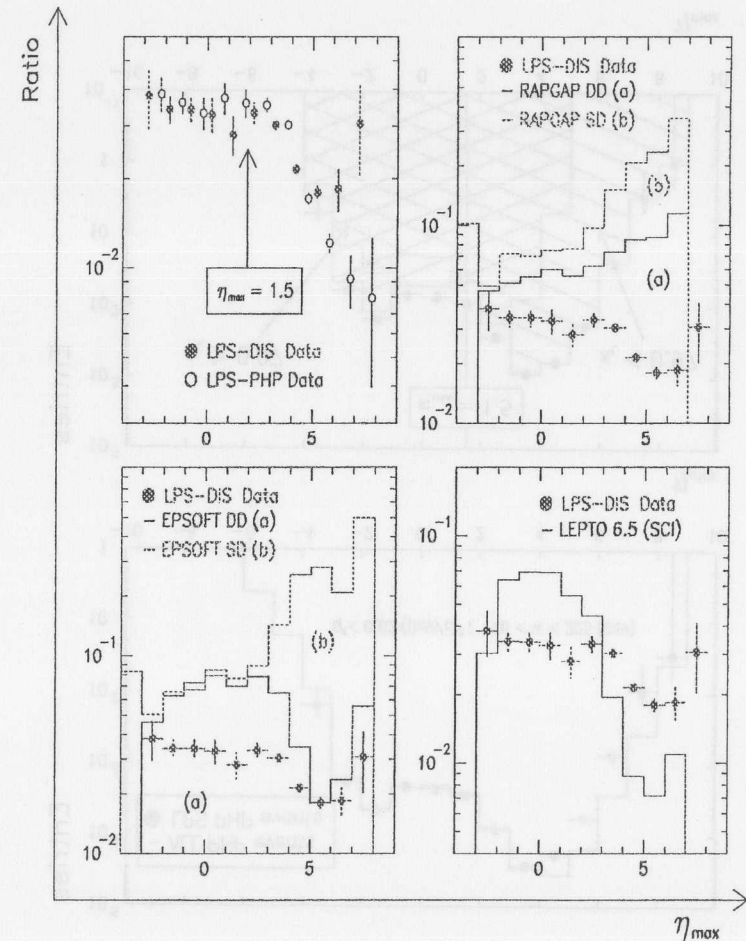 Ratio
10⁻²
η_max = 1.5
LPS-DIS Data
LPS-PHP Data
0 5
LPS-DIS Data
RAPGAP DD (a)
RAPGAP SD (b)
(b)
10⁻¹
(a)
10⁻²
0 5
LPS-DIS Data
EPSOFT DD (a)
EPSOFT SD (b)
(b)
10⁻¹
(a)
10⁻²
0 5
LPS-DIS Data
LEPTO 6.5 (SCI)
10⁻¹
10⁻²
0 5
η_max